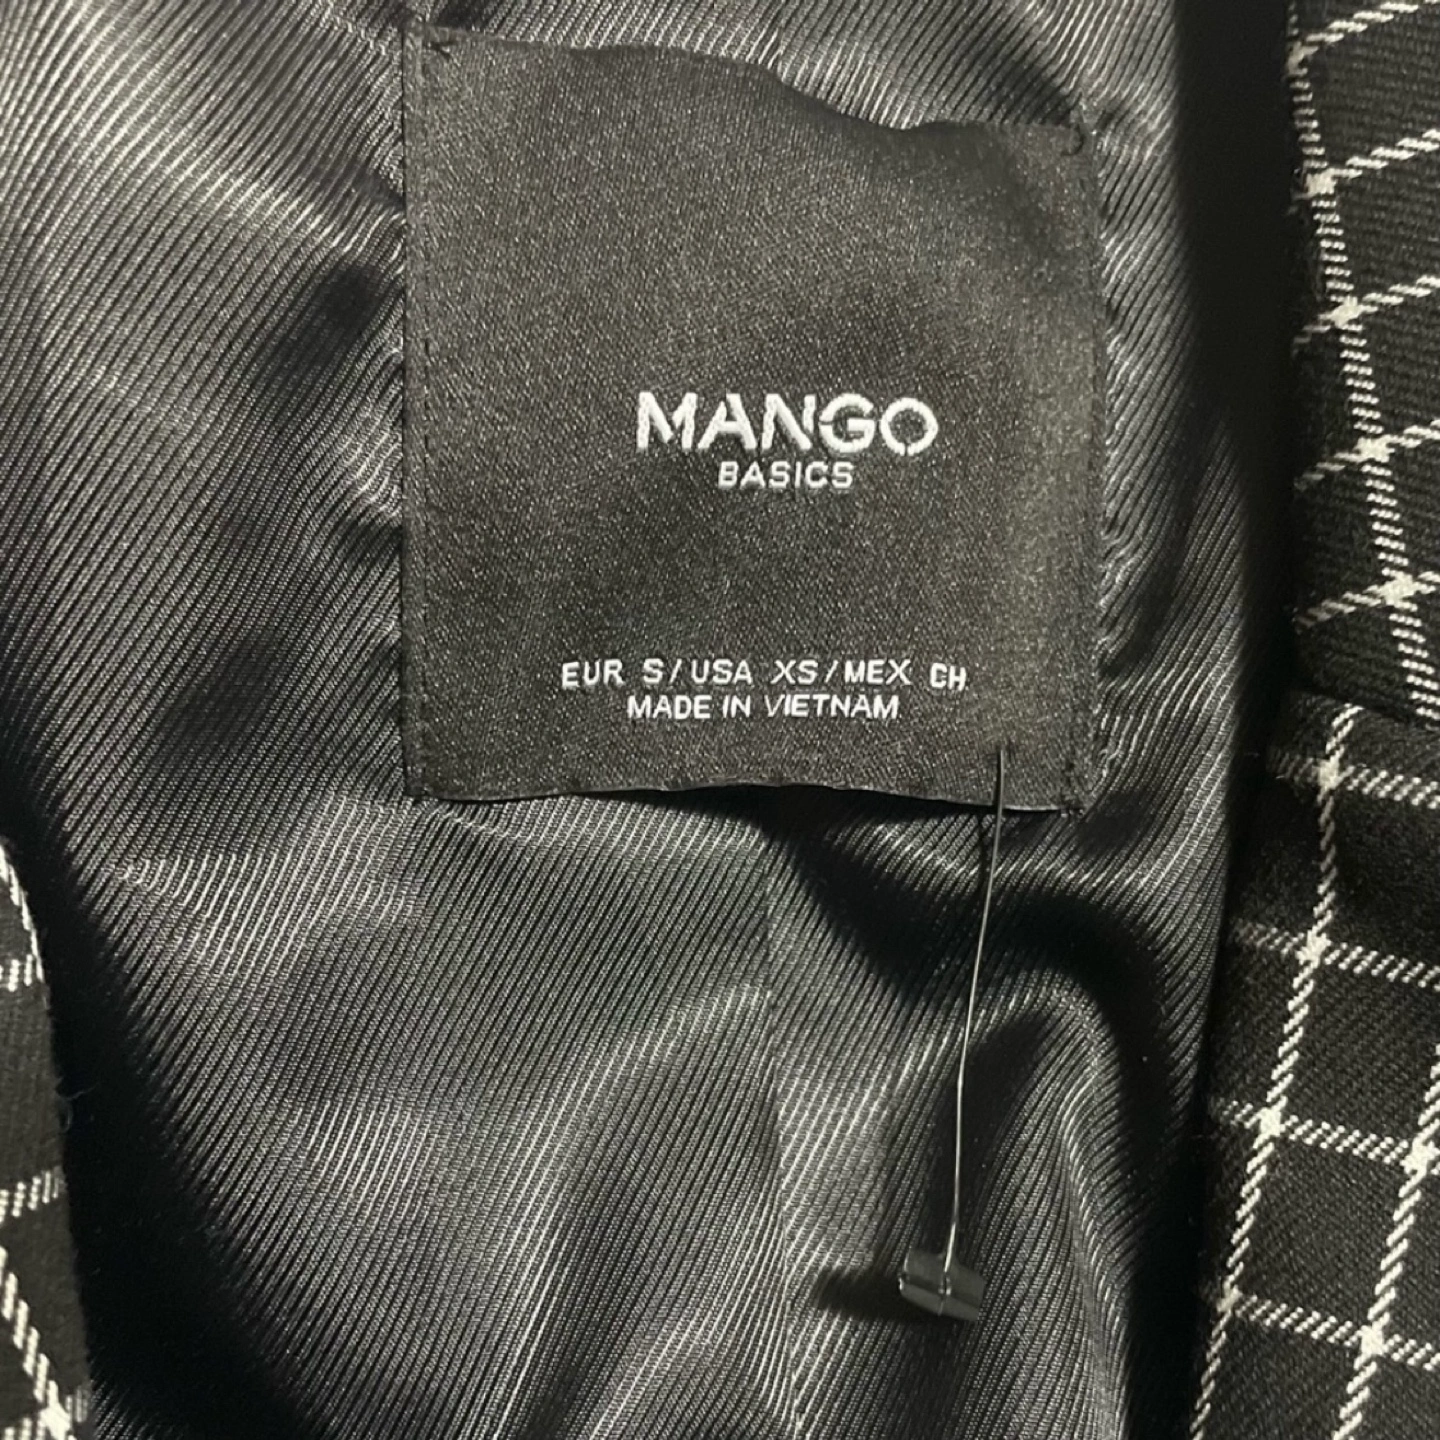 MANGO
BASICS
EUR S/USA XS/MEX CH
MADE IN VIETNAM